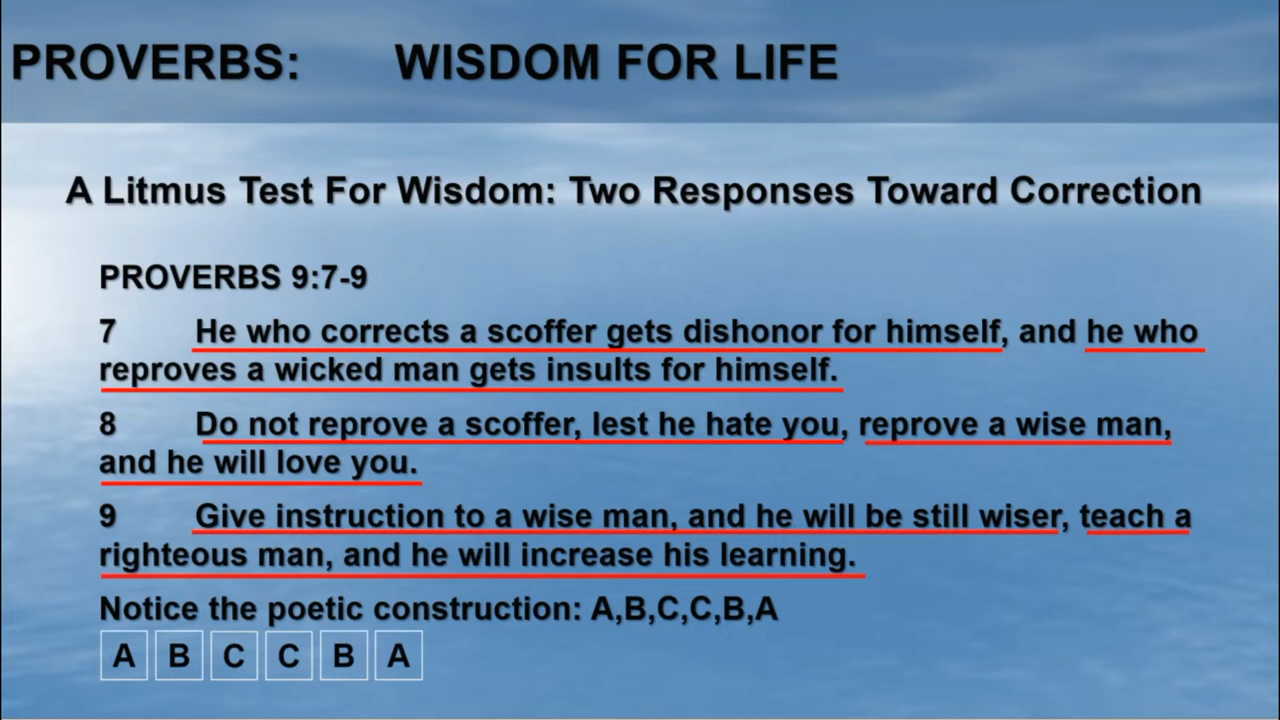 PROVERBS: WISDOM FOR LIFE
A Litmus Test For Wisdom: Two Responses Toward Correction
PROVERBS 9:7-9
7 He who corrects a scoffer gets dishonor for himself, and he who
reproves a wicked man gets insults for himself.
8 Do not reprove a scoffer, lest he hate you, reprove a wise man,
and he will love you.
9 Give instruction to a wise man, and he will be still wiser, teach a
righteous man, and he will increase his learning.
Notice the poetic construction: A,B,C,C,B,A
A B C C B A